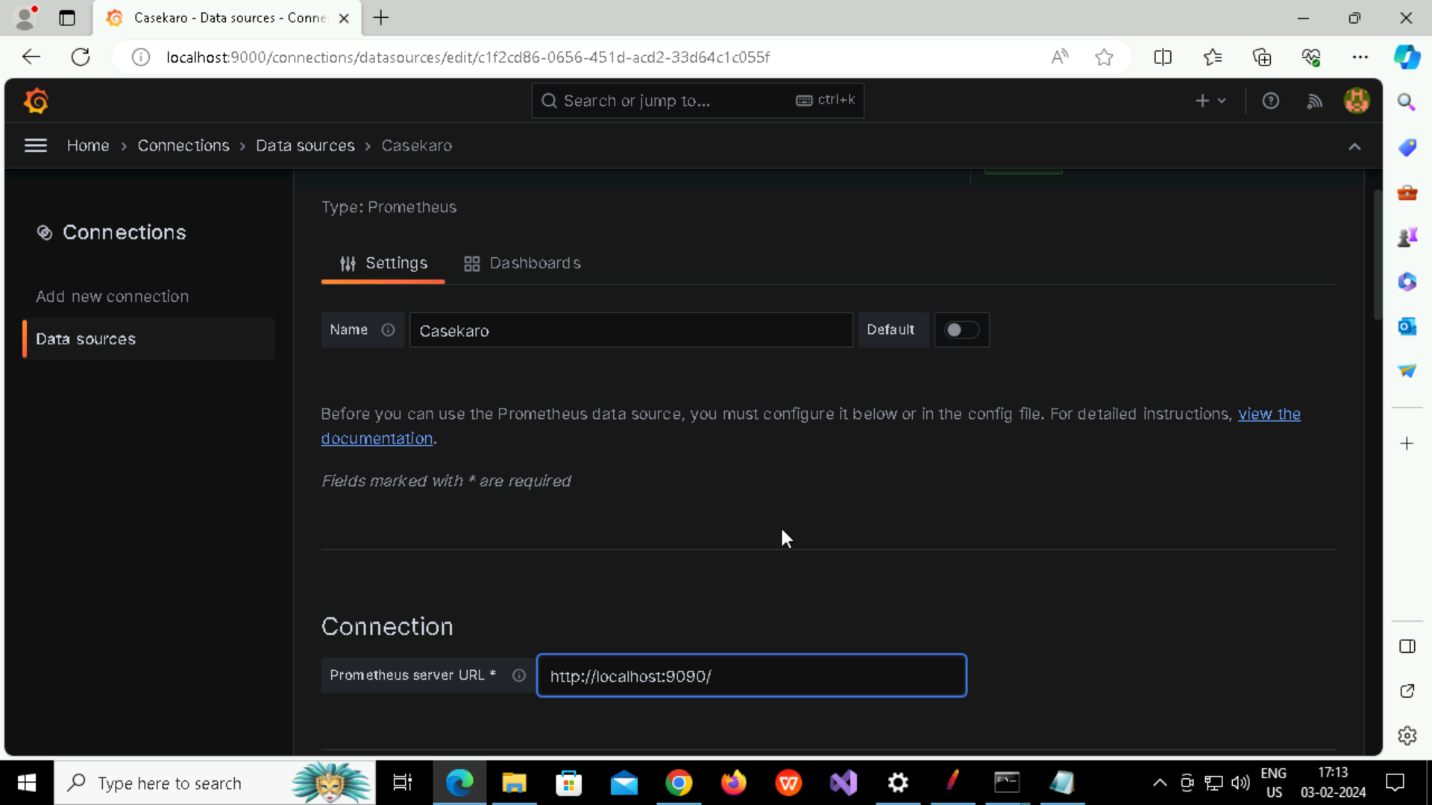 Casekaro - Data sources - Conne
localhost:9000/connections/datasources/edit/c1f2cd86-0656-451d-acd2-33d64c1c055f
Search or jump to...
ctrl+k
Home
Connections
Data sources
Casekaro
Type: Prometheus
Connections
Settings
Dashboards
Add new connection
Name
Casekaro
Default
Data sources
Before you can use the Prometheus data source, you must configure it below or in the config file. For detailed instructions, view the
documentation.
Fields marked with * are required
Connection
Prometheus server URL *
http://localhost:9090/
Type here to search
ENG
US
17:13
03-02-2024